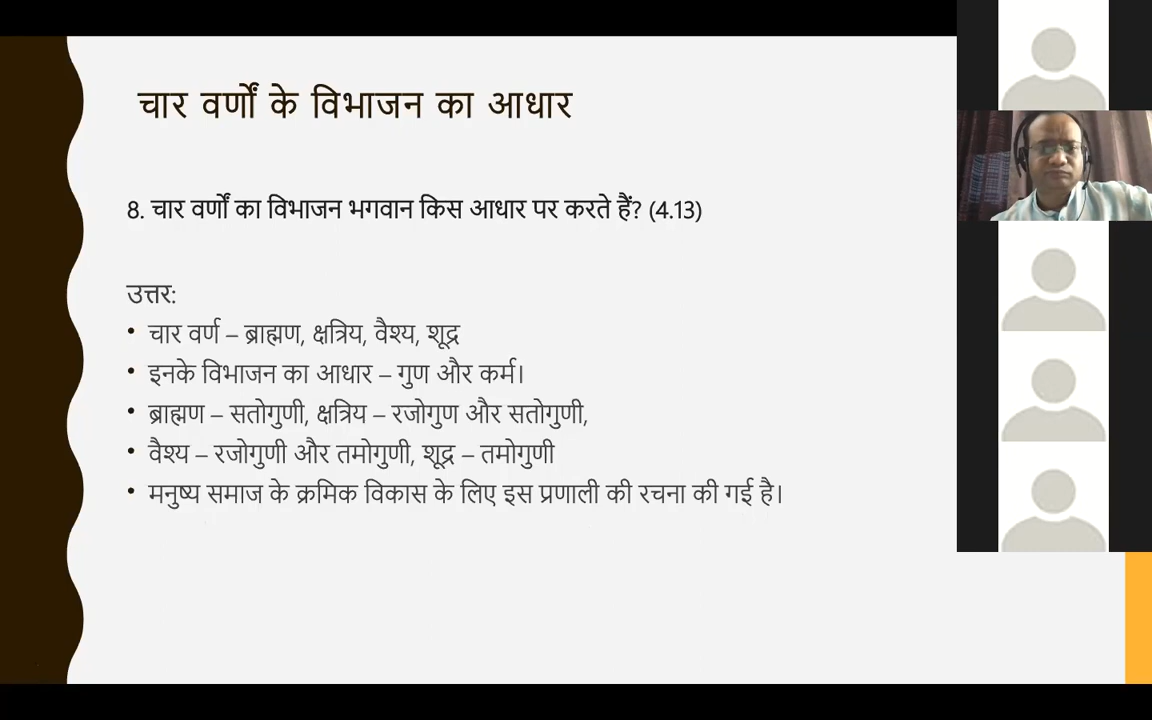 चार वर्णों के विभाजन का आधार
8. चार वर्णों का विभाजन भगवान किस आधार पर करते हैं? (4.13)
उत्तर:
• चार वर्ण – ब्राह्मण, क्षत्रिय, वैश्य, शूद्र
• इनके विभाजन का आधार – गुण और कर्म।
• ब्राह्मण – सतोगुणी, क्षत्रिय – रजोगुण और सतोगुणी,
• वैश्य – रजोगुणी और तमोगुणी, शूद्र – तमोगुणी
• मनुष्य समाज के क्रमिक विकास के लिए इस प्रणाली की रचना की गई है।